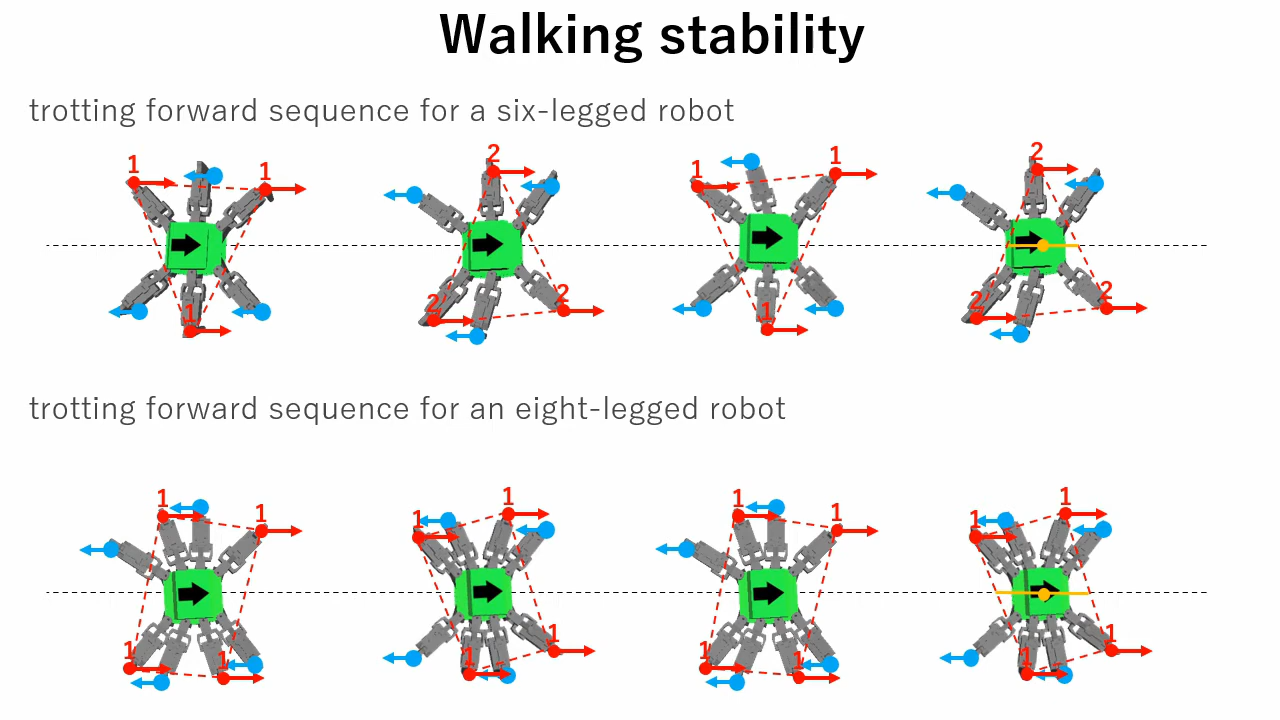 Walking stability
trotting forward sequence for a six-legged robot
1 1 2 1 1 2
1 2 2 1 2 2
trotting forward sequence for an eight-legged robot
1 1 1 1 1 1 1 1
1 1 1 1 1 1 1 1